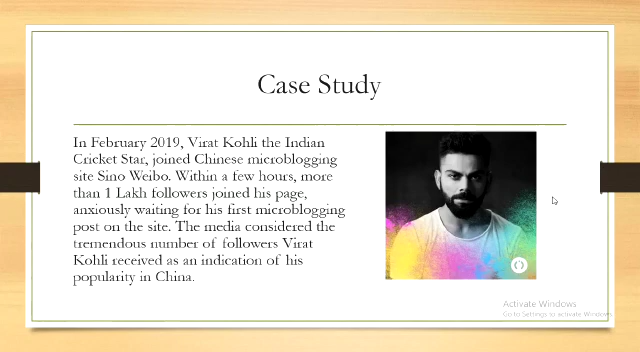 Case Study
In February 2019, Virat Kohli the Indian
Cricket Star, joined Chinese microblogging
site Sino Weibo. Within a few hours, more
than 1 Lakh followers joined his page,
anxiously waiting for his first microblogging
post on the site. The media considered the
tremendous number of followers Virat
Kohli received as an indication of his
popularity in China.
Activate Windows
Go to Settings to activate Windows.